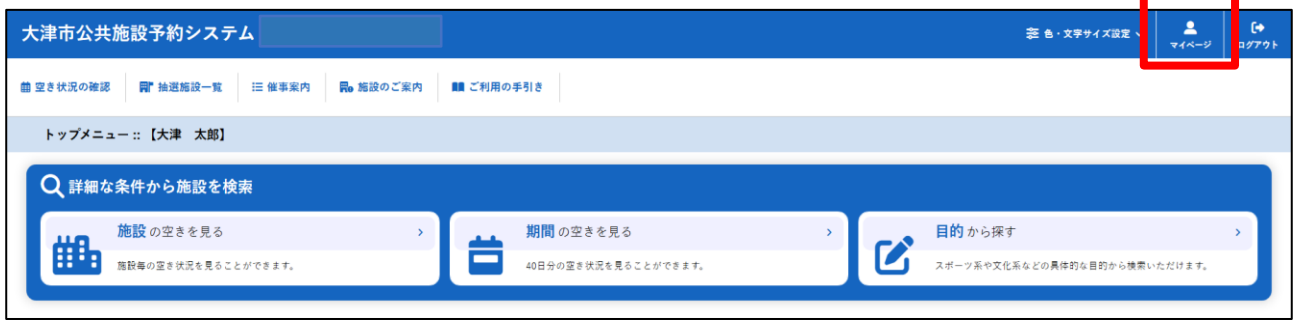 大津市公共施設予約システム
色・文字サイズ設定
マイページ
ログアウト
空き状況の確認
抽選施設一覧
催事案内
施設のご案内
ご利用の手引き
トップメニュー :: 【大津　太郎】
詳細な条件から施設を検索
施設 の空きを見る
施設毎の空き状況を見ることができます。
期間 の空きを見る
40日分の空き状況を見ることができます。
目的 から探す
スポーツ系や文化系などの具体的な目的から検索いただけます。